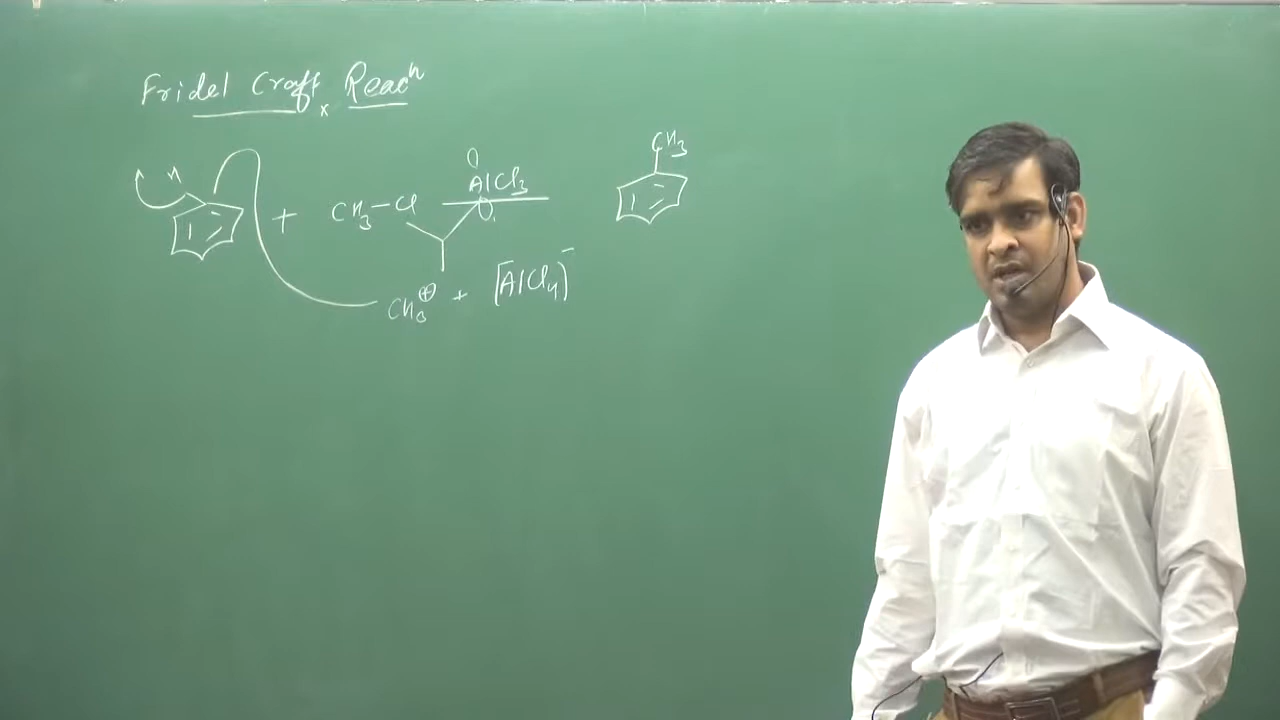 Fridel Craft Reacn
CH3
H + CH3-Cl AlCl3
CH3⊕ + [AlCl4]-